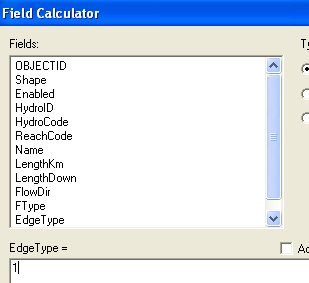 Field Calculator
Fields:
OBJECTID
Shape
Enabled
HydroID
HydroCode
ReachCode
Name
LengthKm
LengthDown
FlowDir
FType
EdgeType
EdgeType =
1